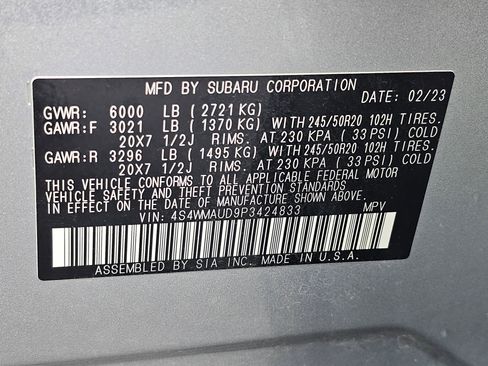 MFD BY SUBARU CORPORATION
DATE: 02/23
GVWR: 6000 LB ( 2721 KG)
GAWR:F 3021 LB ( 1370 KG) WITH 245/50R20 102H TIRES.
20X7 1/2J RIMS. AT 230 KPA ( 33 PSI) COLD
GAWR:R 3296 LB ( 1495 KG) WITH 245/50R20 102H TIRES.
20X7 1/2J RIMS. AT 230 KPA ( 33 PSI) COLD
THIS VEHICLE CONFORMS TO ALL APPLICABLE FEDERAL MOTOR
VEHICLE SAFETY AND THEFT PREVENTION STANDARDS
IN EFFECT ON THE DATE OF MANUFACTURE SHOWN ABOVE.
VIN: 4S4WMAUD9P3424833 MPV
ASSEMBLED BY SIA INC. MADE IN U.S.A.